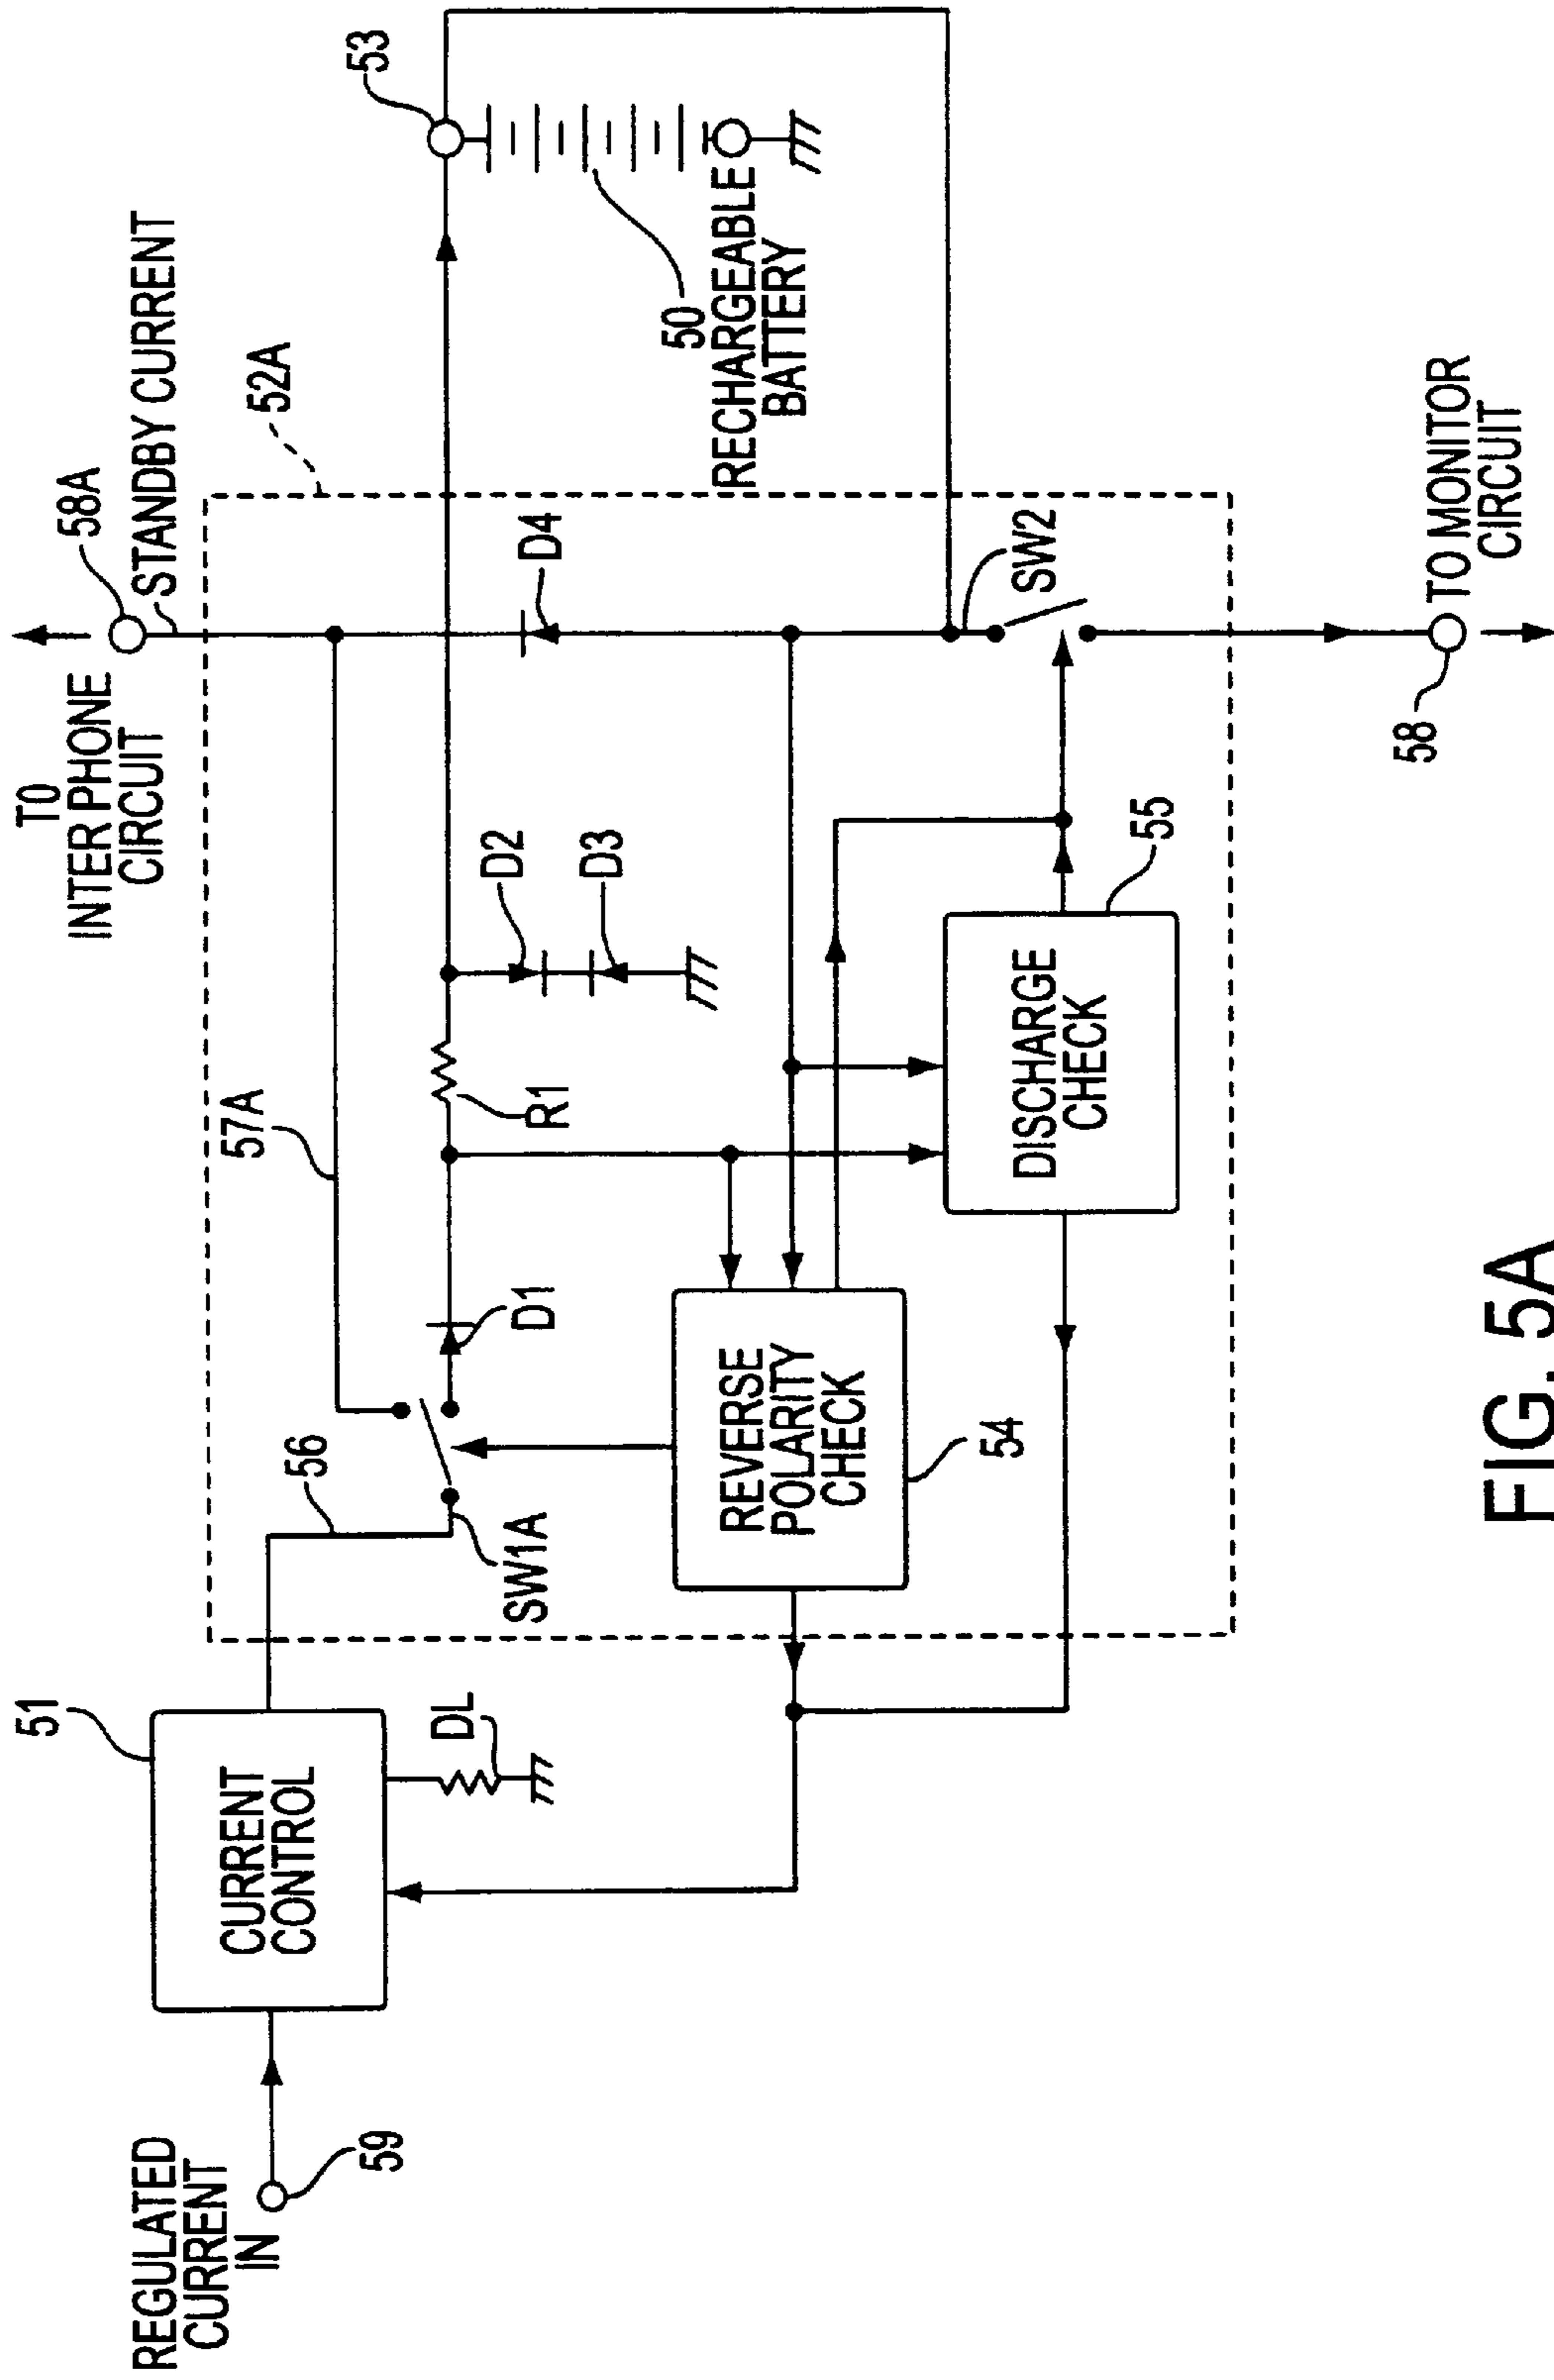 TO
INTER PHONE
CIRCUIT
58A
STANDBY CURRENT
52A
53
50
RECHARGEABLE
BATTERY
57A
56
51
CURRENT
CONTROL
DL
REGULATED
CURRENT
IN
59
SW1A
D1
R1
D2
D3
D4
SW2
REVERSE
POLARITY
CHECK
54
DISCHARGE
CHECK
55
58
TO MONITOR
CIRCUIT
FIG. 5A